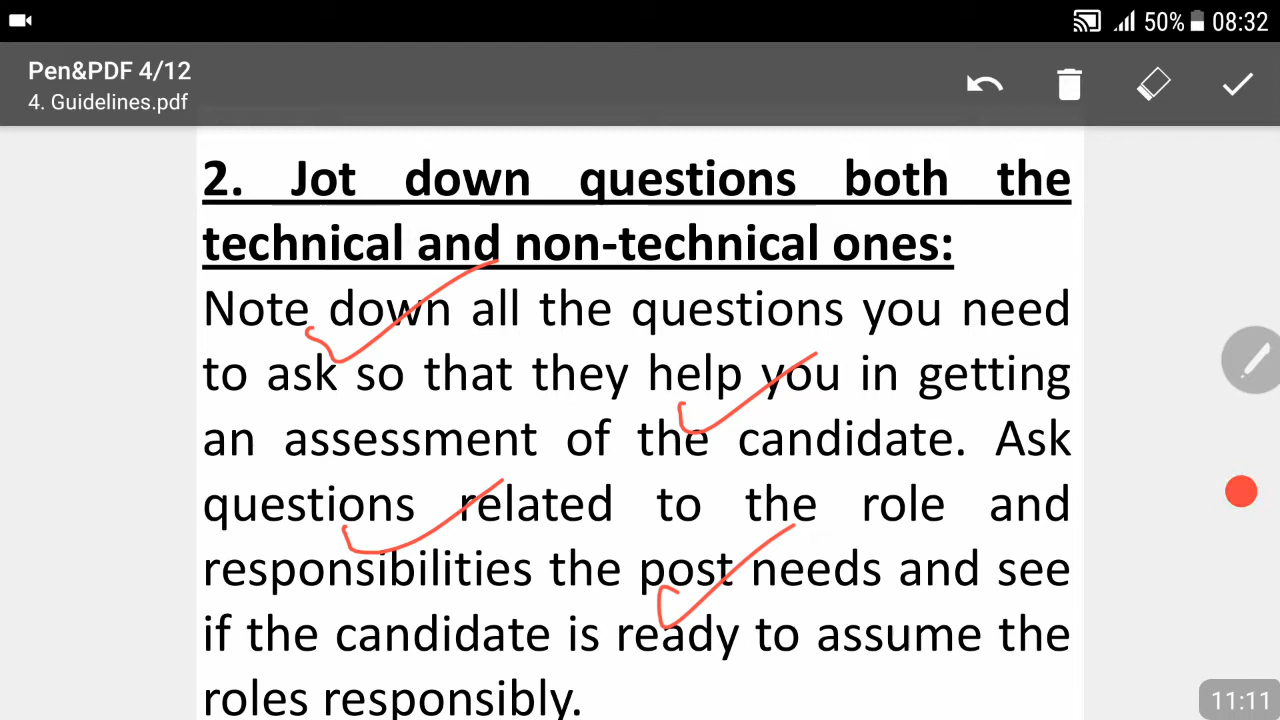 50% 08:32
Pen&PDF 4/12
4. Guidelines.pdf
2. Jot down questions both the
technical and non-technical ones:
Note down all the questions you need
to ask so that they help you in getting
an assessment of the candidate. Ask
questions related to the role and
responsibilities the post needs and see
if the candidate is ready to assume the
roles responsibly.
11:11